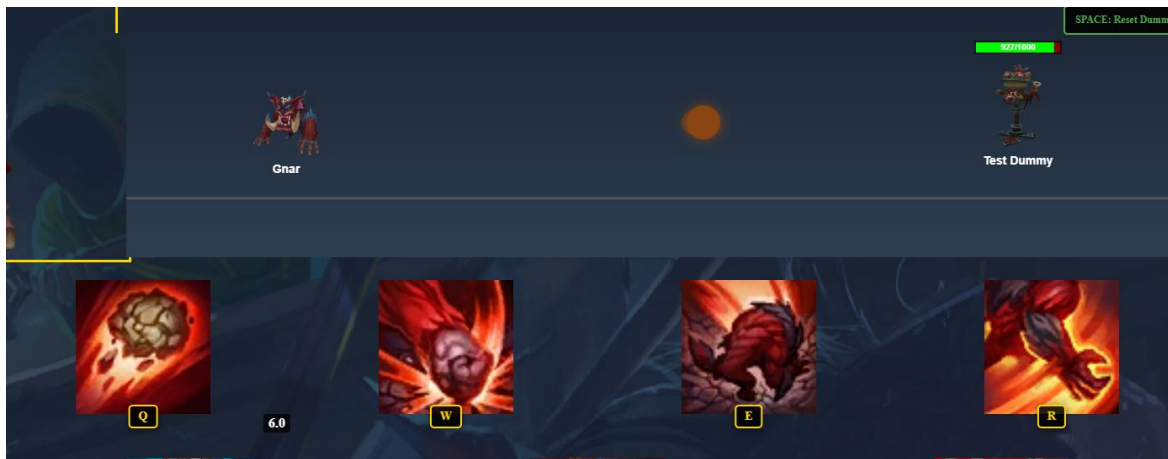 SPACE: Reset Dumm
927/1000
Gnar
Test Dummy
Q
W
E
R
6.0